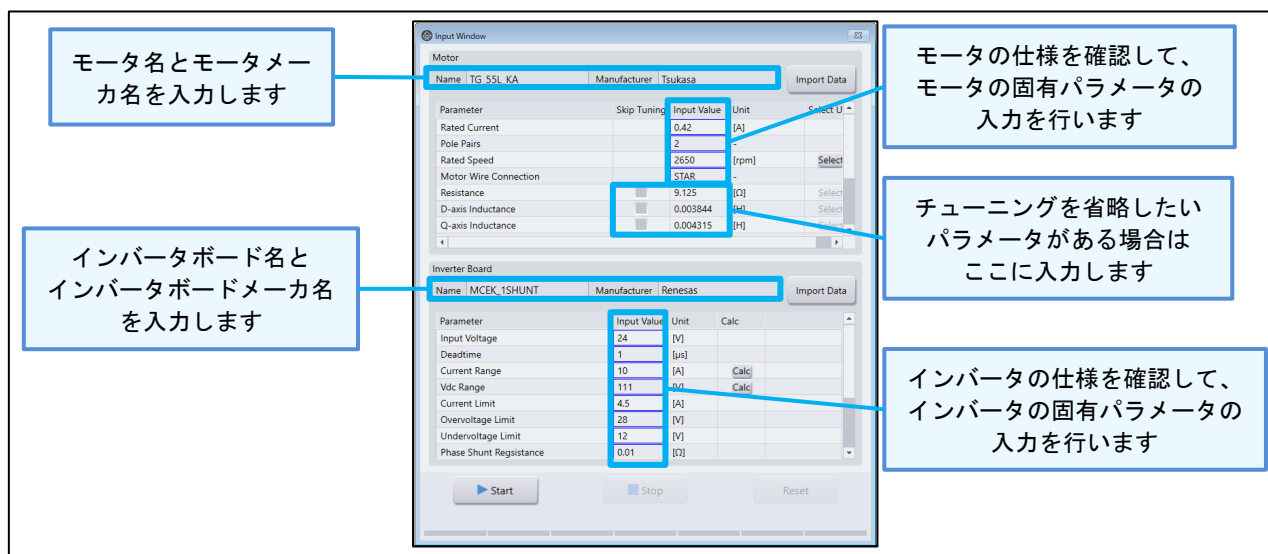 モータ名とモータメー
カ名を入力します
インバータボード名と
インバータボードメーカ名
を入力します
Input Window
Motor
Name TG_55L_KA Manufacturer Tsukasa Import Data
Parameter Skip Tuning Input Value Unit Select U
Rated Current 0.42 [A]
Pole Pairs 2 -
Rated Speed 2650 [rpm] Select
Motor Wire Connection STAR -
Resistance 9.125 [Ω] Select
D-axis Inductance 0.003844 [H] Select
Q-axis Inductance 0.004315 [H] Select
Inverter Board
Name MCEK_1SHUNT Manufacturer Renesas Import Data
Parameter Input Value Unit Calc
Input Voltage 24 [V]
Deadtime 1 [μs]
Current Range 10 [A] Calc
Vdc Range 111 [V] Calc
Current Limit 4.5 [A]
Overvoltage Limit 28 [V]
Undervoltage Limit 12 [V]
Phase Shunt Regsistance 0.01 [Ω]
Start Stop Reset
モータの仕様を確認して、
モータの固有パラメータの
入力を行います
チューニングを省略したい
パラメータがある場合は
ここに入力します
インバータの仕様を確認して、
インバータの固有パラメータの
入力を行います